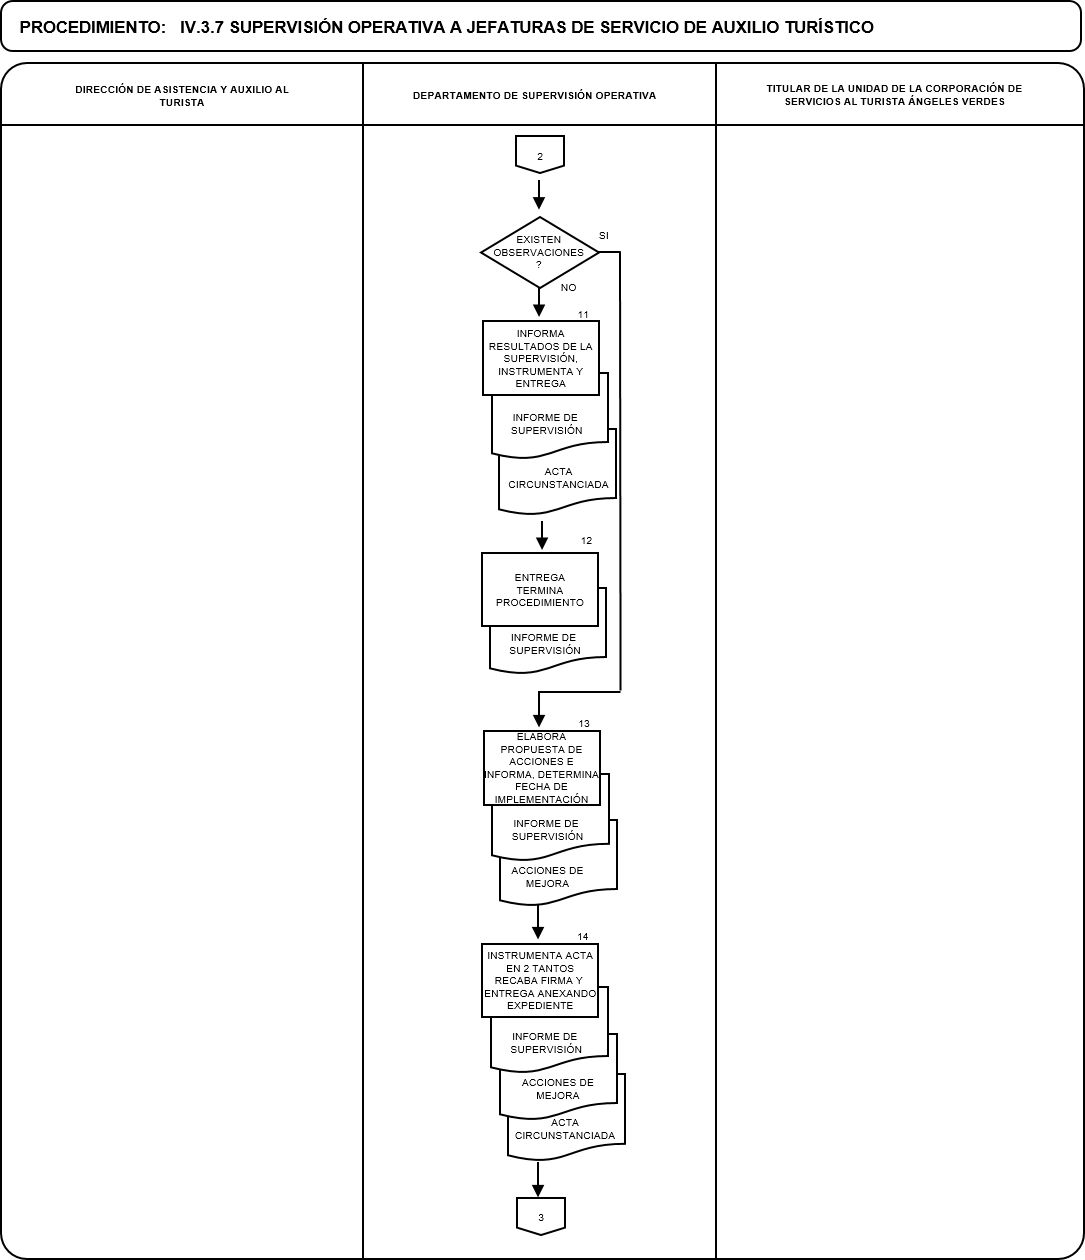 PROCEDIMIENTO: IV.3.7 SUPERVISIÓN OPERATIVA A JEFATURAS DE SERVICIO DE AUXILIO TURÍSTICO
DIRECCIÓN DE ASISTENCIA Y AUXILIO AL
TURISTA
DEPARTAMENTO DE SUPERVISIÓN OPERATIVA
TITULAR DE LA UNIDAD DE LA CORPORACIÓN DE
SERVICIOS AL TURISTA ÁNGELES VERDES
2
EXISTEN
OBSERVACIONES
?
SI
NO
11
INFORMA
RESULTADOS DE LA
SUPERVISIÓN,
INSTRUMENTA Y
ENTREGA
INFORME DE
SUPERVISIÓN
ACTA
CIRCUNSTANCIADA
12
ENTREGA
TERMINA
PROCEDIMIENTO
INFORME DE
SUPERVISIÓN
13
ELABORA
PROPUESTA DE
ACCIONES E
INFORMA, DETERMINA
FECHA DE
IMPLEMENTACIÓN
INFORME DE
SUPERVISIÓN
ACCIONES DE
MEJORA
14
INSTRUMENTA ACTA
EN 2 TANTOS
RECABA FIRMA Y
ENTREGA ANEXANDO
EXPEDIENTE
INFORME DE
SUPERVISIÓN
ACCIONES DE
MEJORA
ACTA
CIRCUNSTANCIADA
3